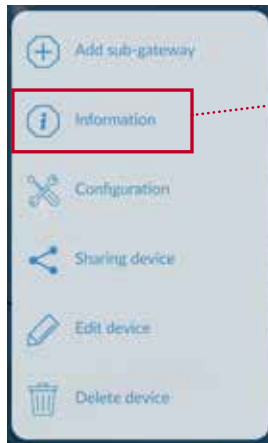 Add sub-gateway
Information
Configuration
Sharing device
Edit device
Delete device